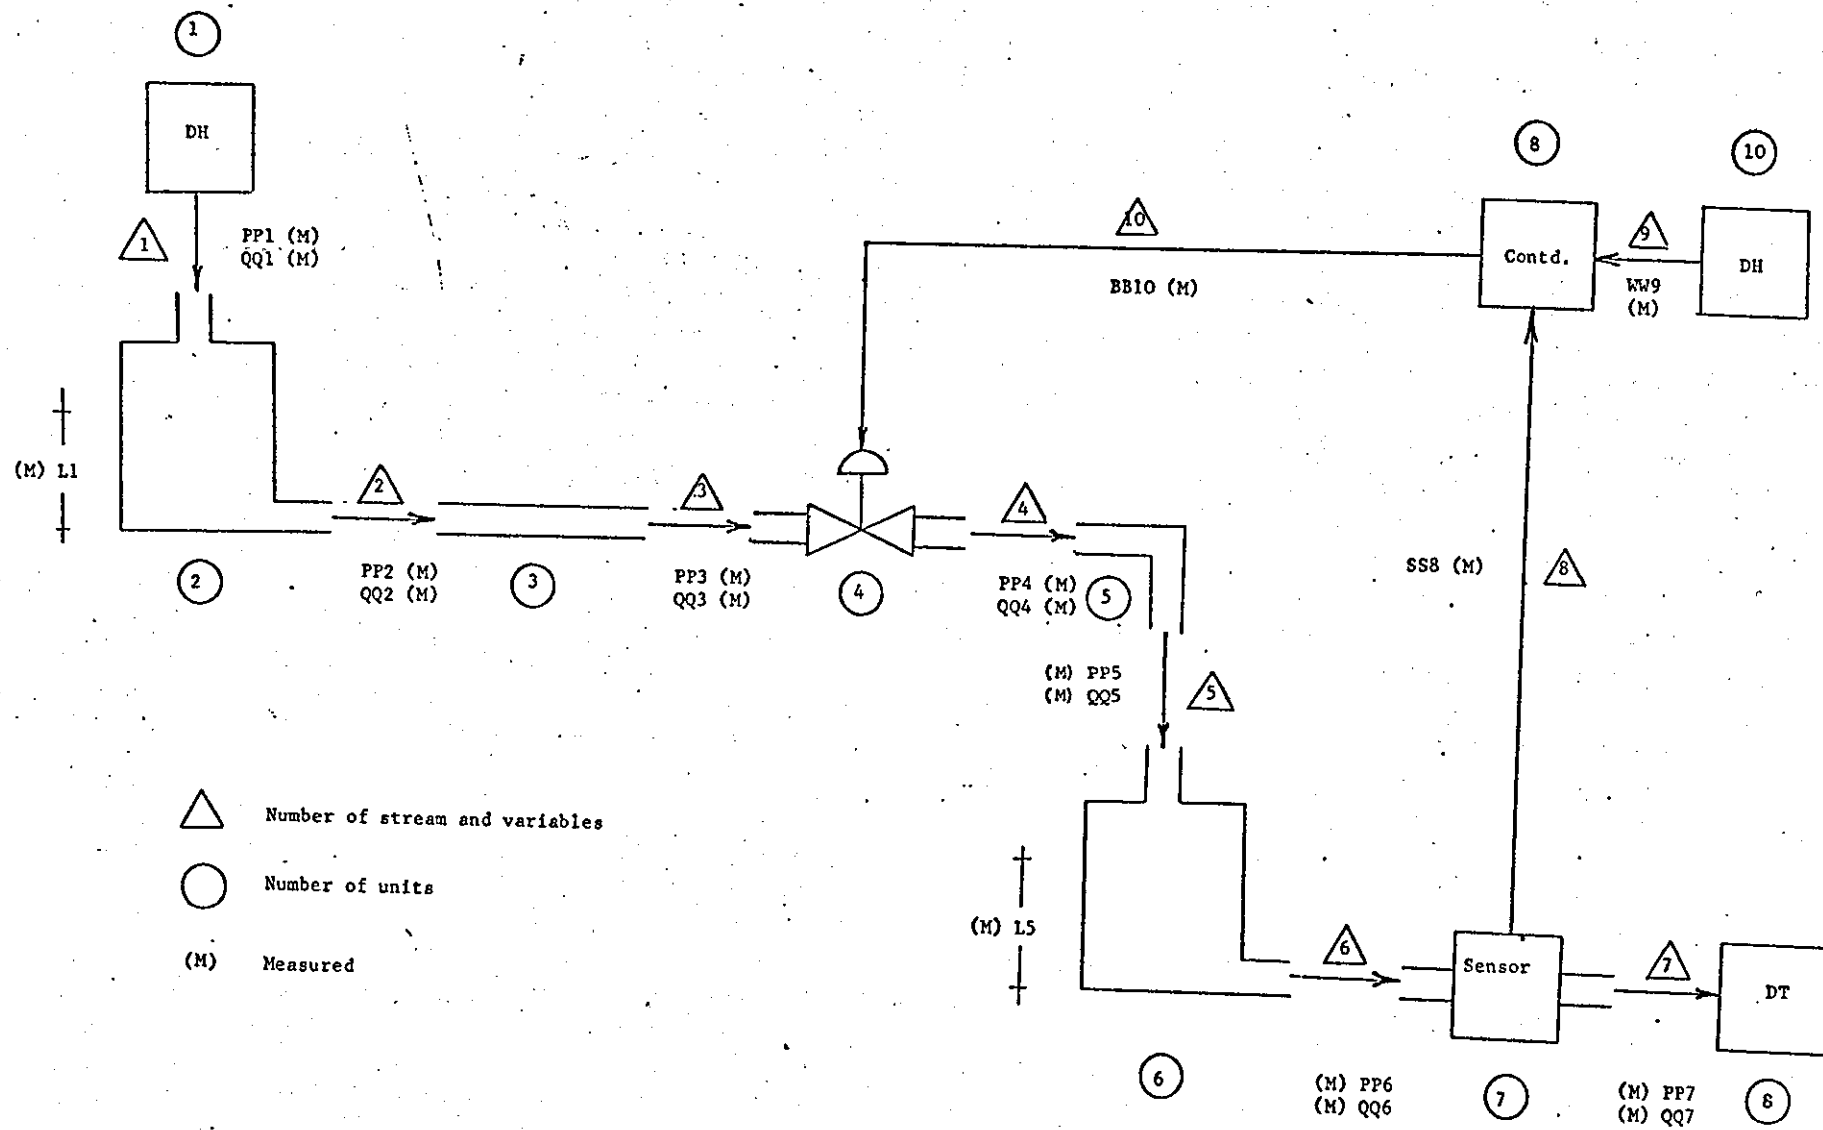 1
DH
1
PP1 (M)
QQ1 (M)
(M) L1
2
2
PP2 (M)
QQ2 (M)
3
3
PP3 (M)
QQ3 (M)
4
4
PP4 (M)
QQ4 (M)
5
(M) PP5
(M) QQ5
5
10
BB10 (M)
8
Contd.
9
WW9
(M)
10
DH
SS8 (M)
8
(M) L5
6
6
(M) PP6
(M) QQ6
Sensor
7
7
(M) PP7
(M) QQ7
DT
8
Number of stream and variables
Number of units
(M) Measured